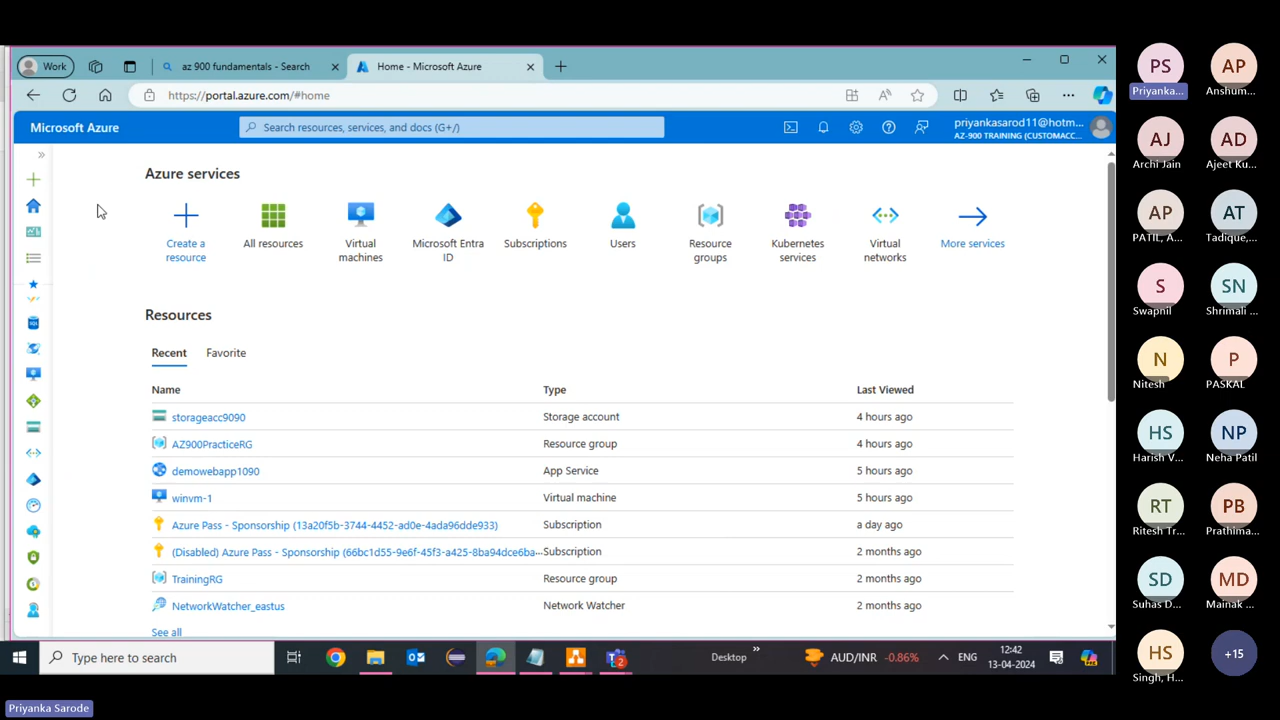 Work
az 900 fundamentals - Search
Home - Microsoft Azure
https://portal.azure.com/#home
Microsoft Azure
Search resources, services, and docs (G+/)
priyankasarod11@hotm...
AZ-900 TRAINING (CUSTOMACC...
Azure services
Create a resource
All resources
Virtual machines
Microsoft Entra ID
Subscriptions
Users
Resource groups
Kubernetes services
Virtual networks
More services
Resources
Recent
Favorite
Name Type Last Viewed
storageacc9090 Storage account 4 hours ago
AZ900PracticeRG Resource group 4 hours ago
demowebapp1090 App Service 5 hours ago
winvm-1 Virtual machine 5 hours ago
Azure Pass - Sponsorship (13a20f5b-3744-4452-ad0e-4ada96dde933) Subscription a day ago
(Disabled) Azure Pass - Sponsorship (66bc1d55-9e6f-45f3-a425-8ba94dce6ba... Subscription 2 months ago
TrainingRG Resource group 2 months ago
NetworkWatcher_eastus Network Watcher 2 months ago
See all
Type here to search
2
Desktop
AUD/INR -0.86%
ENG
12:42
13-04-2024
Priyanka Sarode
PS
Priyanka...
AP
Anshum...
AJ
Archi Jain
AD
Ajeet Ku...
AP
PATIL, A...
AT
Tadique,...
S
Swapnil
SN
Shrimali ...
N
Nitesh
P
PASKAL
HS
Harish V...
NP
Neha Patil
RT
Ritesh Tr...
PB
Prathima...
SD
Suhas D...
MD
Mainak ...
HS
Singh, H...
+15